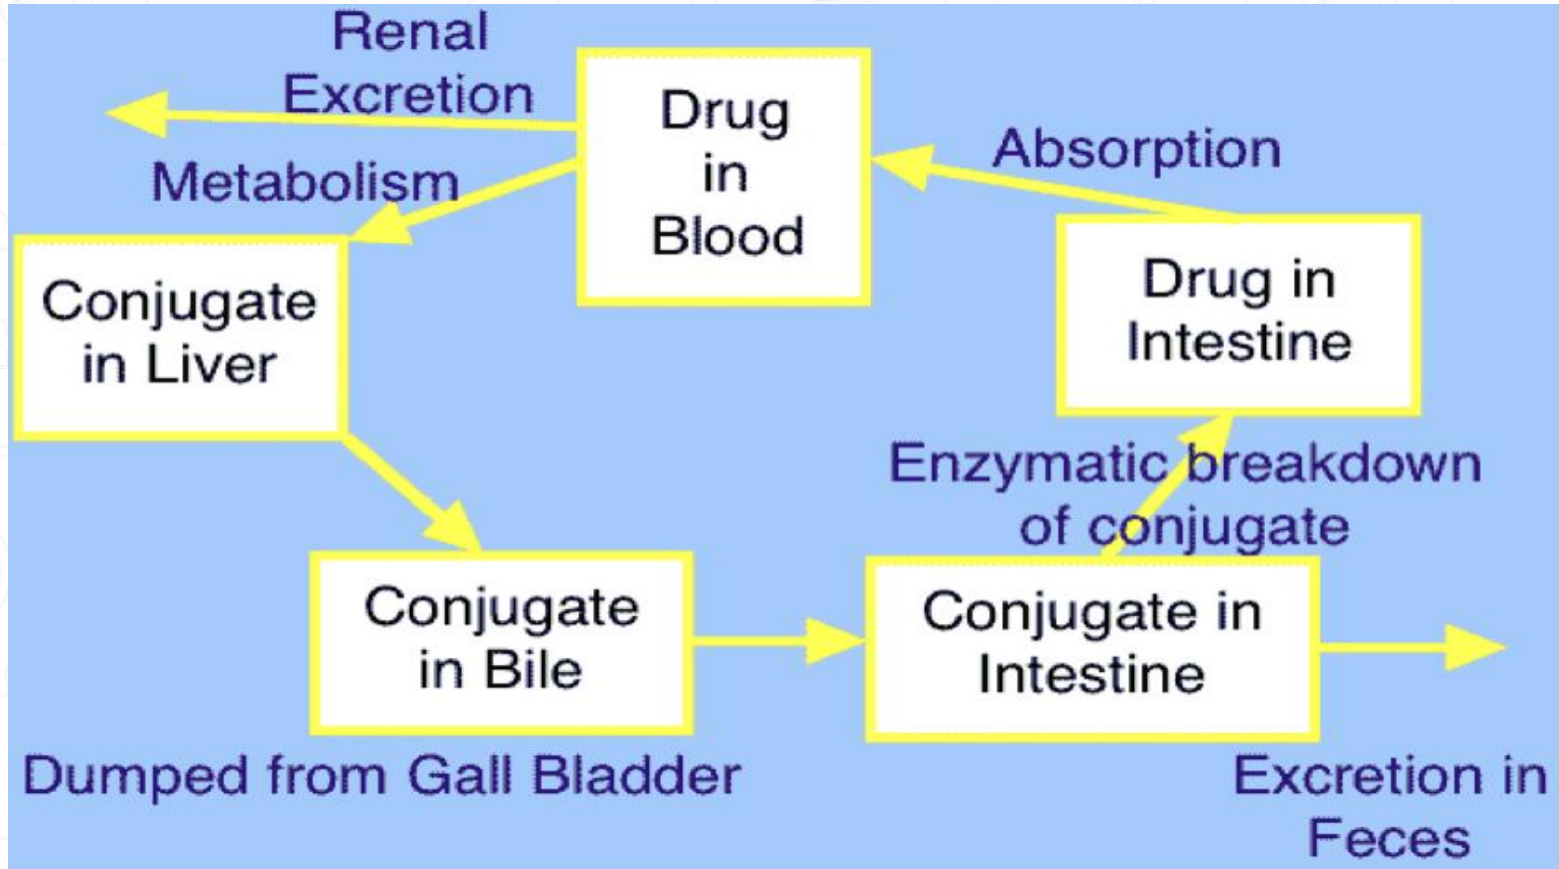 Renal
Excretion
Drug
in
Blood
Absorption
Metabolism
Conjugate
in Liver
Drug in
Intestine
Enzymatic breakdown
of conjugate
Conjugate
in Bile
Conjugate in
Intestine
Dumped from Gall Bladder
Excretion in
Feces